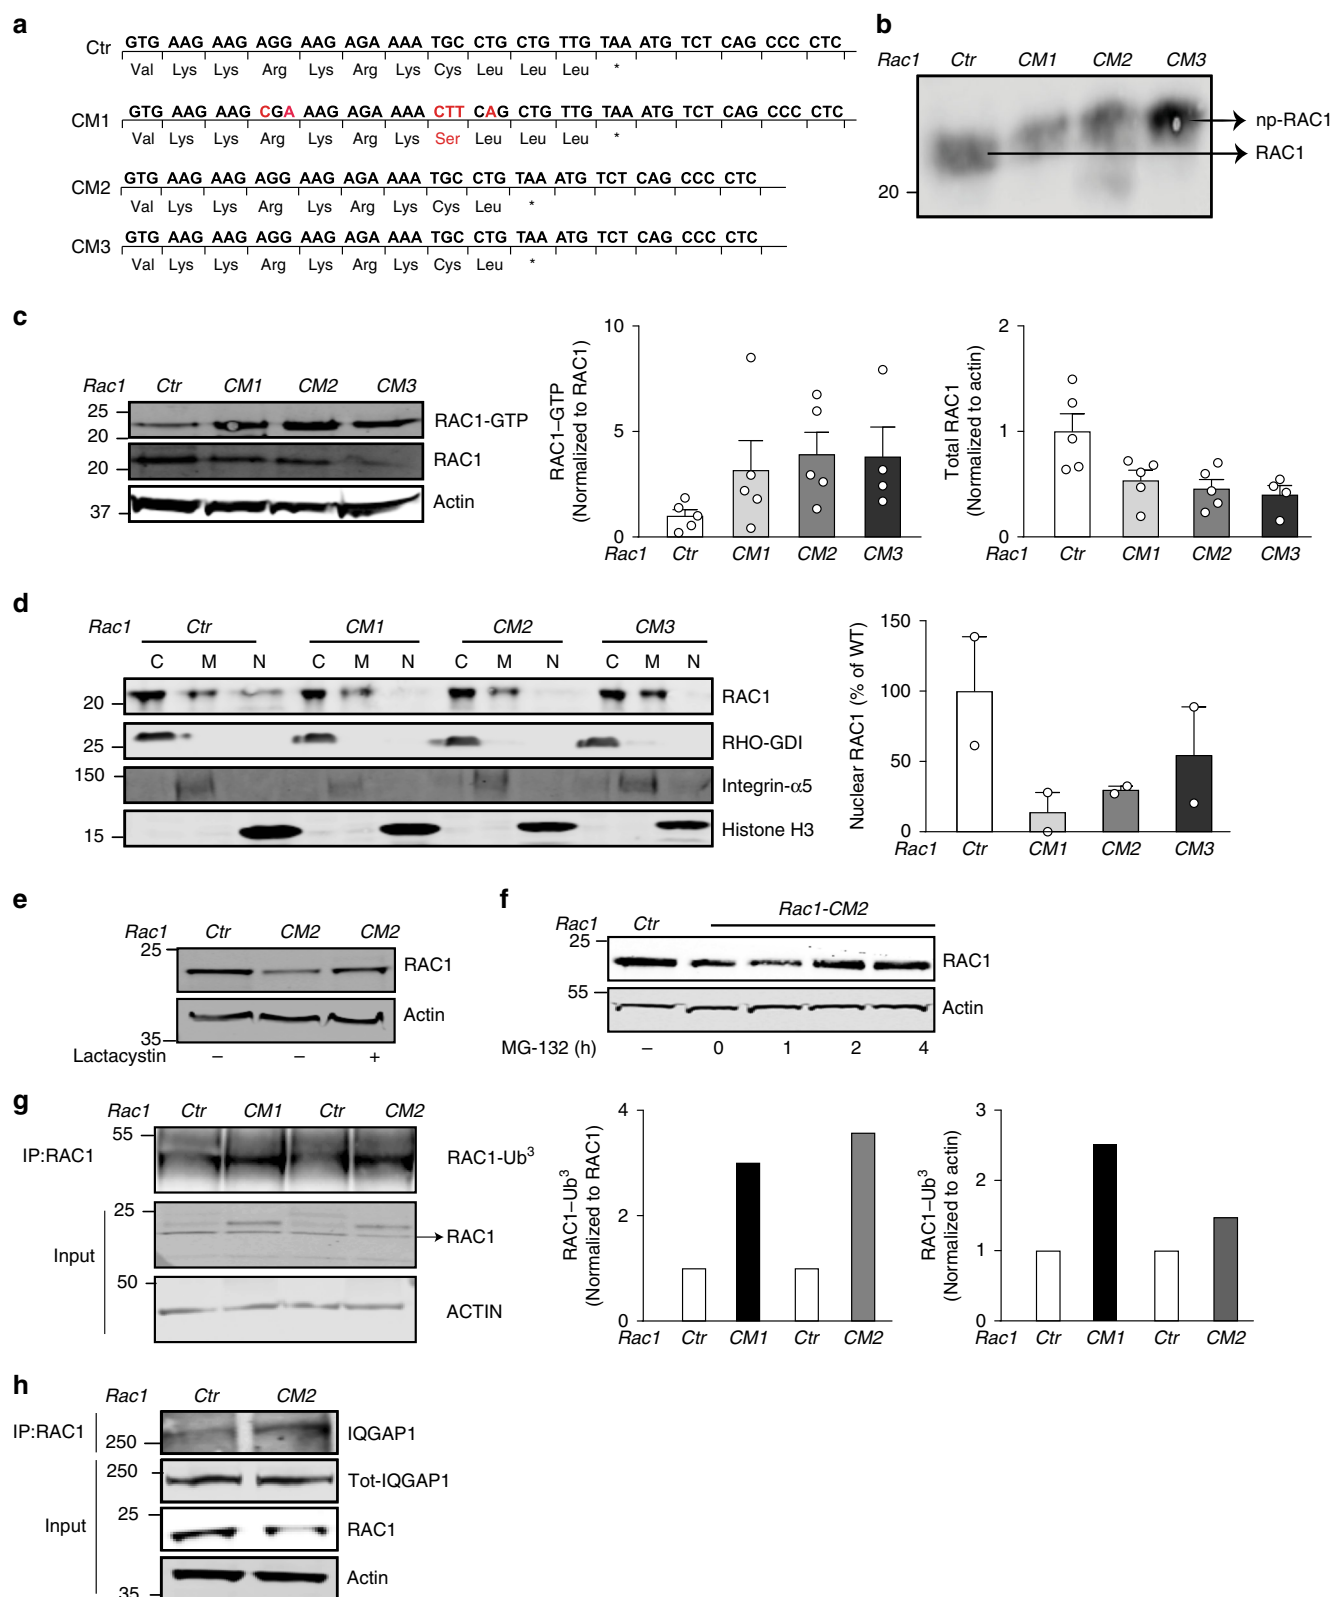 a
Ctr GTG AAG AAG AGG AAG AGA AAA TGC CTG CTG TTG TAA ATG TCT CAG CCC CTC
Val Lys Lys Arg Lys Arg Lys Cys Leu Leu Leu *
CM1 GTG AAG AAG CGA AAG AGA AAA CTT CAG CTG TTG TAA ATG TCT CAG CCC CTC
Val Lys Lys Arg Lys Arg Lys Ser Leu Leu Leu *
CM2 GTG AAG AAG AGG AAG AGA AAA TGC CTG TAA ATG TCT CAG CCC CTC
Val Lys Lys Arg Lys Arg Lys Cys Leu *
CM3 GTG AAG AAG AGG AAG AGA AAA TGC CTG TAA ATG TCT CAG CCC CTC
Val Lys Lys Arg Lys Arg Lys Cys Leu *
b
Rac1 Ctr CM1 CM2 CM3
np-RAC1
RAC1
20
c
Rac1 Ctr CM1 CM2 CM3
25
20
RAC1-GTP
20
RAC1
37
Actin
RAC1–GTP
(Normalized to RAC1)
10
5
0
Rac1 Ctr CM1 CM2 CM3
Total RAC1
(Normalized to actin)
2
1
0
Rac1 Ctr CM1 CM2 CM3
d
Rac1 Ctr CM1 CM2 CM3
C M N C M N C M N C M N
20 RAC1
25 RHO-GDI
150 Integrin-α5
15 Histone H3
Nuclear RAC1 (% of WT)
150
100
50
0
Rac1 Ctr CM1 CM2 CM3
e
Rac1 Ctr CM2 CM2
25
RAC1
Actin
35
Lactacystin – – +
f
Rac1-CM2
Rac1 Ctr
25
RAC1
55
Actin
MG-132 (h) – 0 1 2 4
g
Rac1 Ctr CM1 Ctr CM2
55
IP:RAC1 RAC1-Ub³
25
RAC1
Input
50
ACTIN
RAC1–Ub³
(Normalized to RAC1)
4
2
0
Rac1 Ctr CM1 Ctr CM2
RAC1–Ub³
(Normalized to actin)
3
2
1
0
Rac1 Ctr CM1 Ctr CM2
h
Rac1 Ctr CM2
IP:RAC1 250 IQGAP1
250 Tot-IQGAP1
25
Input RAC1
Actin
35